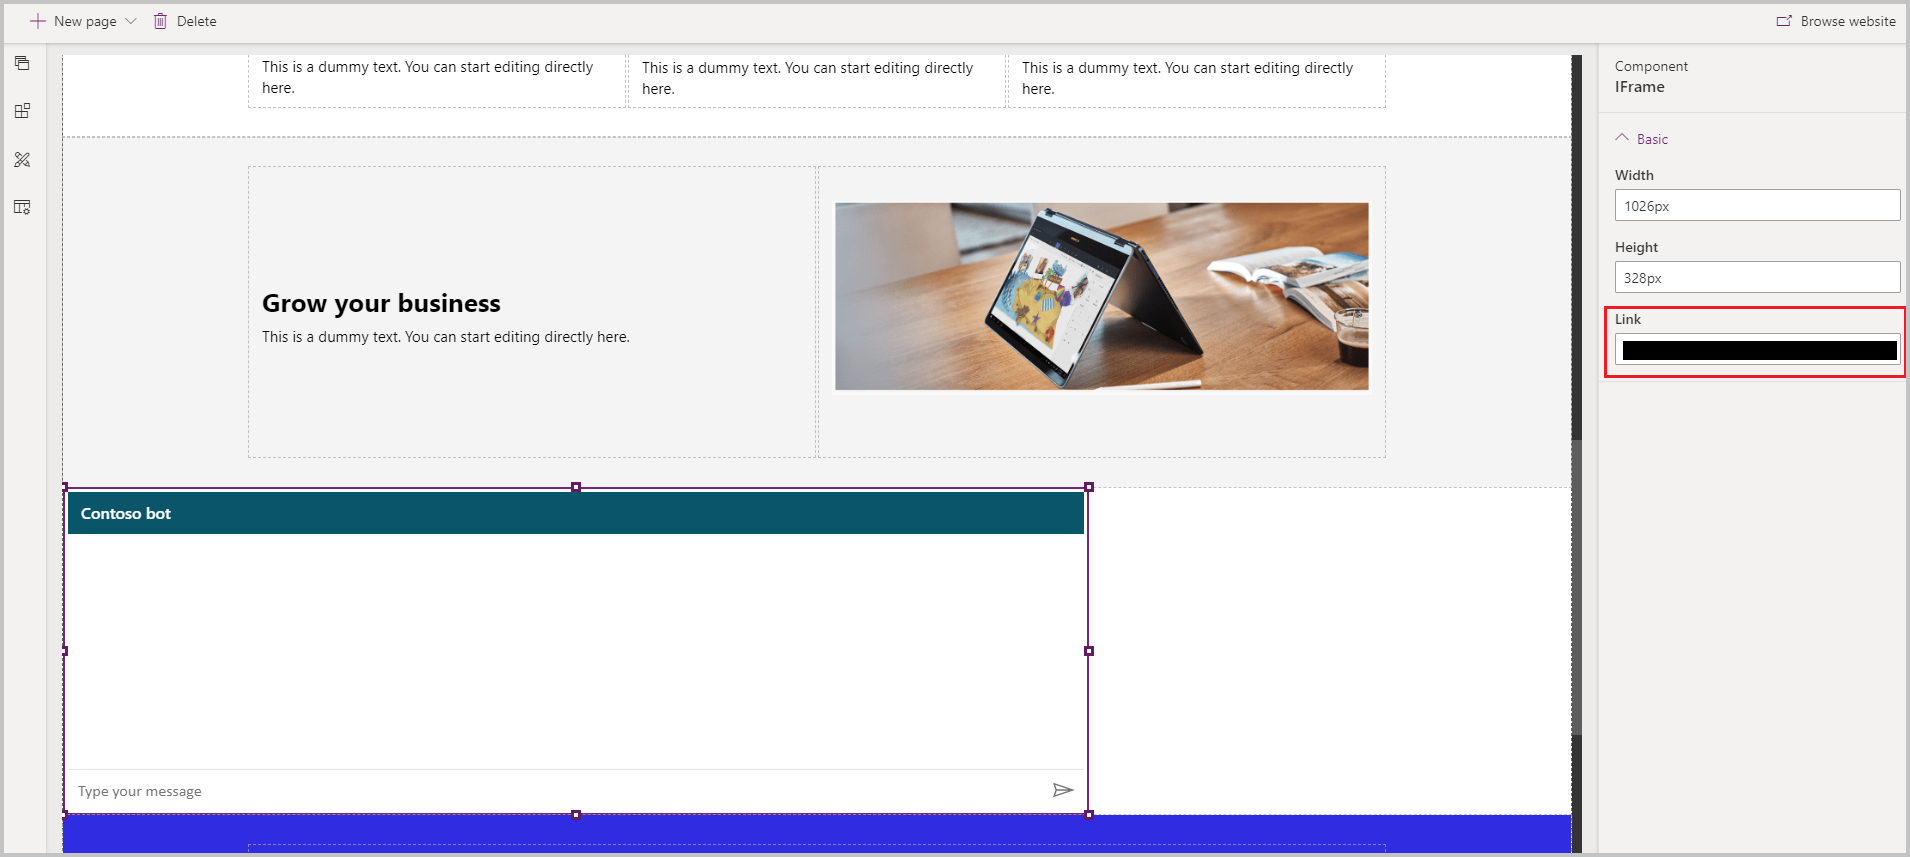 New page
Delete
Browse website
This is a dummy text. You can start editing directly
here.
This is a dummy text. You can start editing directly
here.
This is a dummy text. You can start editing directly
here.
Grow your business
This is a dummy text. You can start editing directly here.
Contoso bot
Type your message
Component
IFrame
Basic
Width
1026px
Height
328px
Link